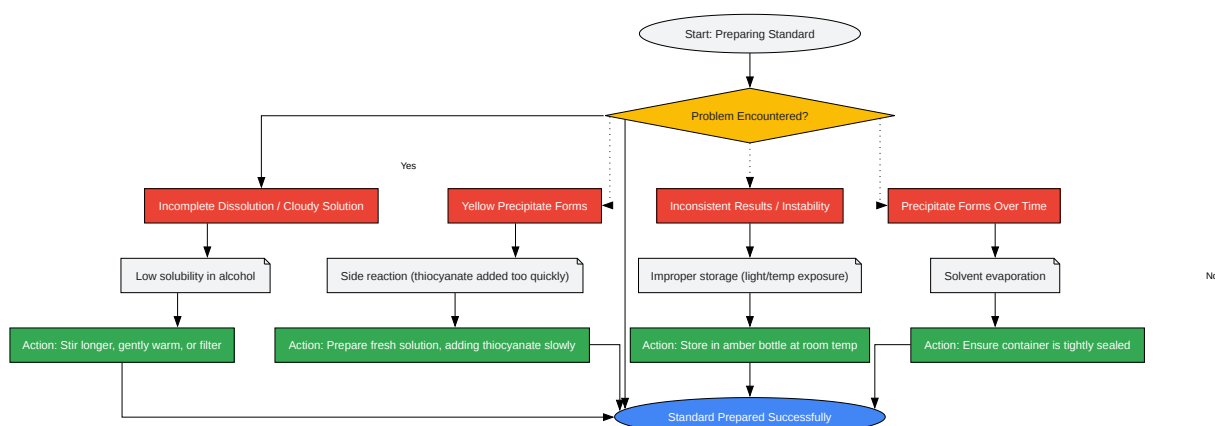 Start: Preparing Standard
Problem Encountered?
Yes
Incomplete Dissolution / Cloudy Solution
Yellow Precipitate Forms
Inconsistent Results / Instability
Precipitate Forms Over Time
Low solubility in alcohol
Side reaction (thiocyanate added too quickly)
Improper storage (light/temp exposure)
Solvent evaporation
No
Action: Stir longer, gently warm, or filter
Action: Prepare fresh solution, adding thiocyanate slowly
Action: Store in amber bottle at room temp
Action: Ensure container is tightly sealed
Standard Prepared Successfully